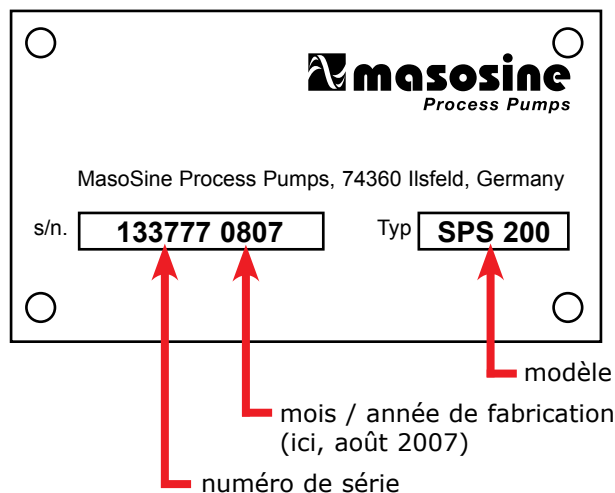 masosine
Process Pumps
MasoSine Process Pumps, 74360 Ilsfeld, Germany
s/n. 133777 0807 Typ SPS 200
modèle
mois / année de fabrication
(ici, août 2007)
numéro de série